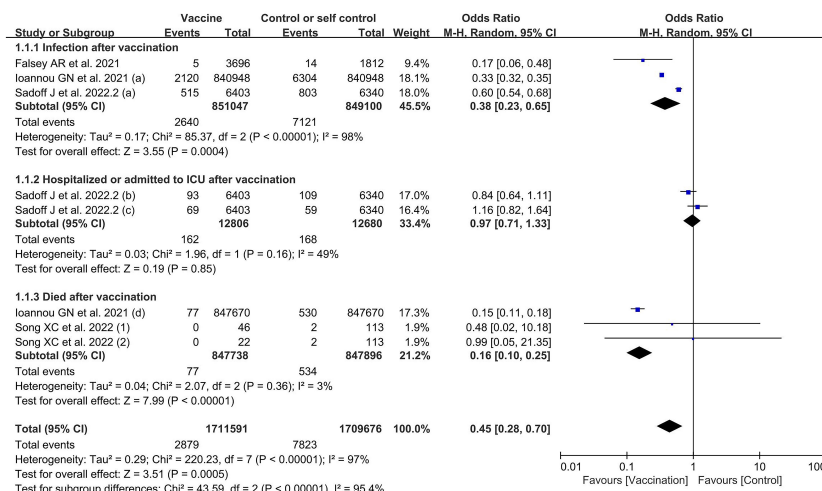 Vaccine Control or self control Odds Ratio Odds Ratio
Study or Subgroup Events Total Events Total Weight M-H, Random, 95% CI M-H, Random, 95% CI
1.1.1 Infection after vaccination
Falsey AR et al. 2021 5 3696 14 1812 9.4% 0.17 [0.06, 0.48]
Ioannou GN et al. 2021 (a) 2120 840948 6304 840948 18.1% 0.33 [0.32, 0.35]
Sadoff J et al. 2022.2 (a) 515 6403 803 6340 18.0% 0.60 [0.54, 0.68]
Subtotal (95% CI) 851047 849100 45.5% 0.38 [0.23, 0.65]
Total events 2640 7121
Heterogeneity: Tau² = 0.17; Chi² = 85.37, df = 2 (P < 0.00001); I² = 98%
Test for overall effect: Z = 3.55 (P = 0.0004)
1.1.2 Hospitalized or admitted to ICU after vaccination
Sadoff J et al. 2022.2 (b) 93 6403 109 6340 17.0% 0.84 [0.64, 1.11]
Sadoff J et al. 2022.2 (c) 69 6403 59 6340 16.4% 1.16 [0.82, 1.64]
Subtotal (95% CI) 12806 12680 33.4% 0.97 [0.71, 1.33]
Total events 162 168
Heterogeneity: Tau² = 0.03; Chi² = 1.96, df = 1 (P = 0.16); I² = 49%
Test for overall effect: Z = 0.19 (P = 0.85)
1.1.3 Died after vaccination
Ioannou GN et al. 2021 (d) 77 847670 530 847670 17.3% 0.15 [0.11, 0.18]
Song XC et al. 2022 (1) 0 46 2 113 1.9% 0.48 [0.02, 10.18]
Song XC et al. 2022 (2) 0 22 2 113 1.9% 0.99 [0.05, 21.35]
Subtotal (95% CI) 847738 847896 21.2% 0.16 [0.10, 0.25]
Total events 77 534
Heterogeneity: Tau² = 0.04; Chi² = 2.07, df = 2 (P = 0.36); I² = 3%
Test for overall effect: Z = 7.99 (P < 0.00001)
Total (95% CI) 1711591 1709676 100.0% 0.45 [0.28, 0.70]
Total events 2879 7823
Heterogeneity: Tau² = 0.29; Chi² = 220.23, df = 7 (P < 0.00001); I² = 97%
Test for overall effect: Z = 3.51 (P = 0.0005)
Test for subgroup differences: Chi² = 43.59, df = 2 (P < 0.00001), I² = 95.4%
0.01 0.1 1 10 100
Favours [Vaccination] Favours [Control]